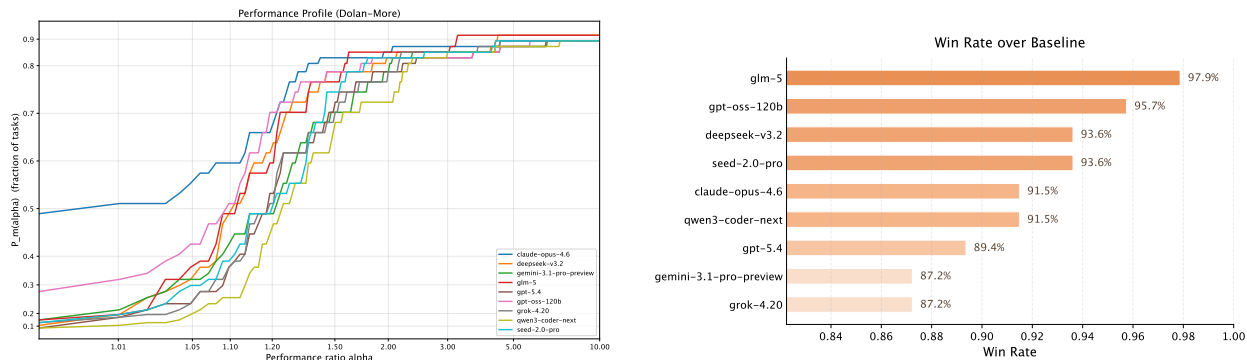 Performance Profile (Dolan-More)
P_m(alpha) (fraction of tasks)
0.9
0.8
0.7
0.6
0.5
0.4
0.3
0.2
0.1
claude-opus-4.6
deepseek-v3.2
gemini-3.1-pro-preview
glm-5
gpt-5.4
gpt-oss-120b
grok-4.20
qwen3-coder-next
seed-2.0-pro
1.01
1.05
1.10
1.20
1.50
2.00
3.00
5.00
10.00
Performance ratio alpha
Win Rate over Baseline
glm-5 97.9%
gpt-oss-120b 95.7%
deepseek-v3.2 93.6%
seed-2.0-pro 93.6%
claude-opus-4.6 91.5%
qwen3-coder-next 91.5%
gpt-5.4 89.4%
gemini-3.1-pro-preview 87.2%
grok-4.20 87.2%
0.84 0.86 0.88 0.90 0.92 0.94 0.96 0.98 1.00
Win Rate